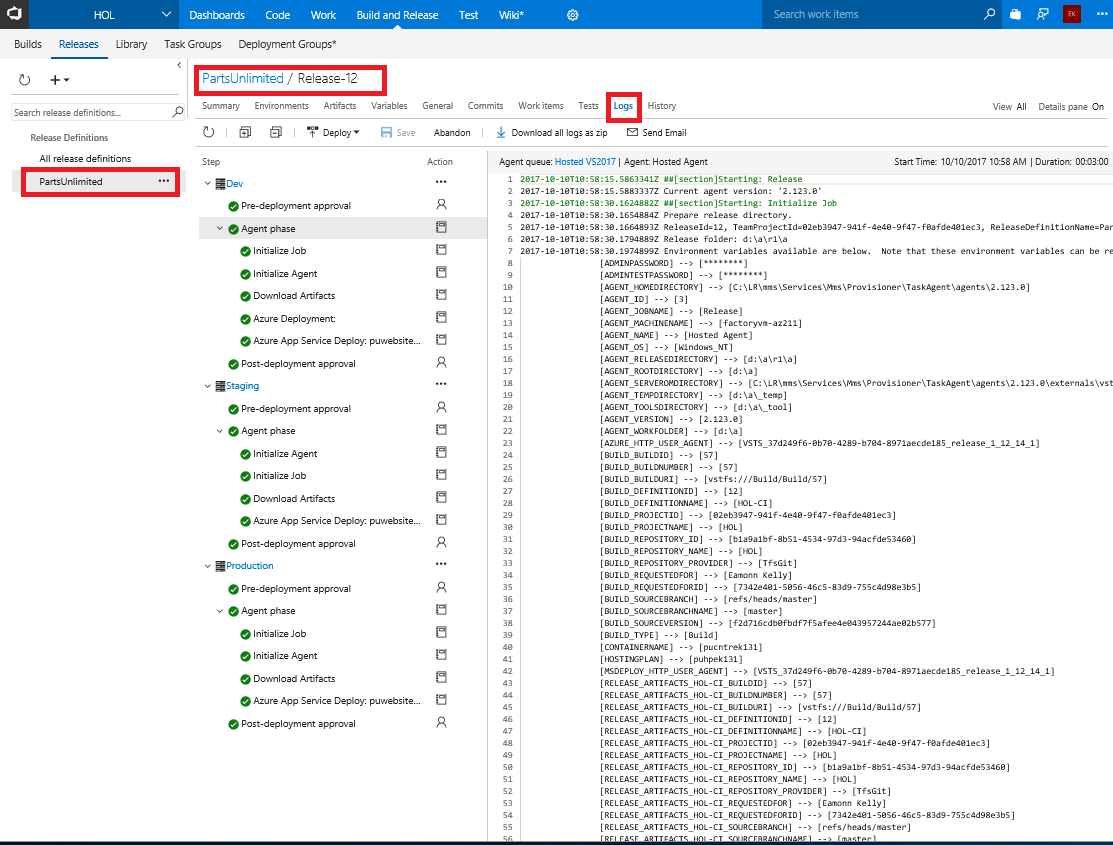 HOL Dashboards Code Work Build and Release Test Wiki* Search work items EK
Builds Releases Library Task Groups Deployment Groups*
Search release definitions...
Release Definitions
All release definitions
PartsUnlimited ...
PartsUnlimited / Release-12
Summary Environments Artifacts Variables General Commits Work items Tests Logs History View All Details pane On
Deploy Save Abandon Download all logs as zip Send Email
Step Action
Dev ...
Pre-deployment approval
Agent phase
Initialize Job
Initialize Agent
Download Artifacts
Azure Deployment:
Azure App Service Deploy: puwebsite...
Post-deployment approval
Staging ...
Pre-deployment approval
Agent phase
Initialize Agent
Initialize Job
Download Artifacts
Azure App Service Deploy: puwebsite...
Post-deployment approval
Production ...
Pre-deployment approval
Agent phase
Initialize Job
Initialize Agent
Download Artifacts
Azure App Service Deploy: puwebsite...
Post-deployment approval
Agent queue: Hosted VS2017 | Agent: Hosted Agent Start Time: 10/10/2017 10:58 AM | Duration: 00:03:00
1 2017-10-10T10:58:15.5863341Z ##[section]Starting: Release
2 2017-10-10T10:58:15.5883337Z Current agent version: '2.123.0'
3 2017-10-10T10:58:30.1624882Z ##[section]Starting: Initialize Job
4 2017-10-10T10:58:30.1654884Z Prepare release directory.
5 2017-10-10T10:58:30.1664893Z ReleaseId=12, TeamProjectId=02eb3947-941f-4e40-9f47-f0afde401ec3, ReleaseDefinitionName=Par
6 2017-10-10T10:58:30.1794889Z Release folder: d:\a\r1\a
7 2017-10-10T10:58:30.1974899Z Environment variables available are below.  Note that these environment variables can be re
8 [ADMINPASSWORD] --> [********]
9 [ADMINTESTPASSWORD] --> [********]
10 [AGENT_HOMEDIRECTORY] --> [C:\LR\mms\Services\Mms\Provisioner\TaskAgent\agents\2.123.0]
11 [AGENT_ID] --> [3]
12 [AGENT_JOBNAME] --> [Release]
13 [AGENT_MACHINENAME] --> [factoryvm-az211]
14 [AGENT_NAME] --> [Hosted Agent]
15 [AGENT_OS] --> [Windows_NT]
16 [AGENT_RELEASEDIRECTORY] --> [d:\a\r1\a]
17 [AGENT_ROOTDIRECTORY] --> [d:\a]
18 [AGENT_SERVEROMDIRECTORY] --> [C:\LR\mms\Services\Mms\Provisioner\TaskAgent\agents\2.123.0\externals\vst
19 [AGENT_TEMPDIRECTORY] --> [d:\a\_temp]
20 [AGENT_TOOLSDIRECTORY] --> [d:\a\_tool]
21 [AGENT_VERSION] --> [2.123.0]
22 [AGENT_WORKFOLDER] --> [d:\a]
23 [AZURE_HTTP_USER_AGENT] --> [VSTS_37d249f6-0b70-4289-b704-8971aecde185_release_1_12_14_1]
24 [BUILD_BUILDID] --> [57]
25 [BUILD_BUILDNUMBER] --> [57]
26 [BUILD_BUILDURI] --> [vstfs:///Build/Build/57]
27 [BUILD_DEFINITIONID] --> [12]
28 [BUILD_DEFINITIONNAME] --> [HOL-CI]
29 [BUILD_PROJECTID] --> [02eb3947-941f-4e40-9f47-f0afde401ec3]
30 [BUILD_PROJECTNAME] --> [HOL]
31 [BUILD_REPOSITORY_ID] --> [b1a9a1bf-8b51-4534-97d3-94acfde53460]
32 [BUILD_REPOSITORY_NAME] --> [HOL]
33 [BUILD_REPOSITORY_PROVIDER] --> [TfsGit]
34 [BUILD_REQUESTEDFOR] --> [Eamonn Kelly]
35 [BUILD_REQUESTEDFORID] --> [7342e401-5056-46c5-83d9-755c4d98e3b5]
36 [BUILD_SOURCEBRANCH] --> [refs/heads/master]
37 [BUILD_SOURCEBRANCHNAME] --> [master]
38 [BUILD_SOURCEVERSION] --> [f2d716cdb0fbdf7f5afee4e043957244ae02b577]
39 [BUILD_TYPE] --> [Build]
40 [CONTAINERNAME] --> [pucntrek131]
41 [HOSTINGPLAN] --> [puhpek131]
42 [MSDEPLOY_HTTP_USER_AGENT] --> [VSTS_37d249f6-0b70-4289-b704-8971aecde185_release_1_12_14_1]
43 [RELEASE_ARTIFACTS_HOL-CI_BUILDID] --> [57]
44 [RELEASE_ARTIFACTS_HOL-CI_BUILDNUMBER] --> [57]
45 [RELEASE_ARTIFACTS_HOL-CI_BUILDURI] --> [vstfs:///Build/Build/57]
46 [RELEASE_ARTIFACTS_HOL-CI_DEFINITIONID] --> [12]
47 [RELEASE_ARTIFACTS_HOL-CI_DEFINITIONNAME] --> [HOL-CI]
48 [RELEASE_ARTIFACTS_HOL-CI_PROJECTID] --> [02eb3947-941f-4e40-9f47-f0afde401ec3]
49 [RELEASE_ARTIFACTS_HOL-CI_PROJECTNAME] --> [HOL]
50 [RELEASE_ARTIFACTS_HOL-CI_REPOSITORY_ID] --> [b1a9a1bf-8b51-4534-97d3-94acfde53460]
51 [RELEASE_ARTIFACTS_HOL-CI_REPOSITORY_NAME] --> [HOL]
52 [RELEASE_ARTIFACTS_HOL-CI_REPOSITORY_PROVIDER] --> [TfsGit]
53 [RELEASE_ARTIFACTS_HOL-CI_REQUESTEDFOR] --> [Eamonn Kelly]
54 [RELEASE_ARTIFACTS_HOL-CI_REQUESTEDFORID] --> [7342e401-5056-46c5-83d9-755c4d98e3b5]
55 [RELEASE_ARTIFACTS_HOL-CI_SOURCEBRANCH] --> [refs/heads/master]
56 [RELEASE_ARTIFACTS_HOL-CI_SOURCEBRANCHNAME] --> [master]